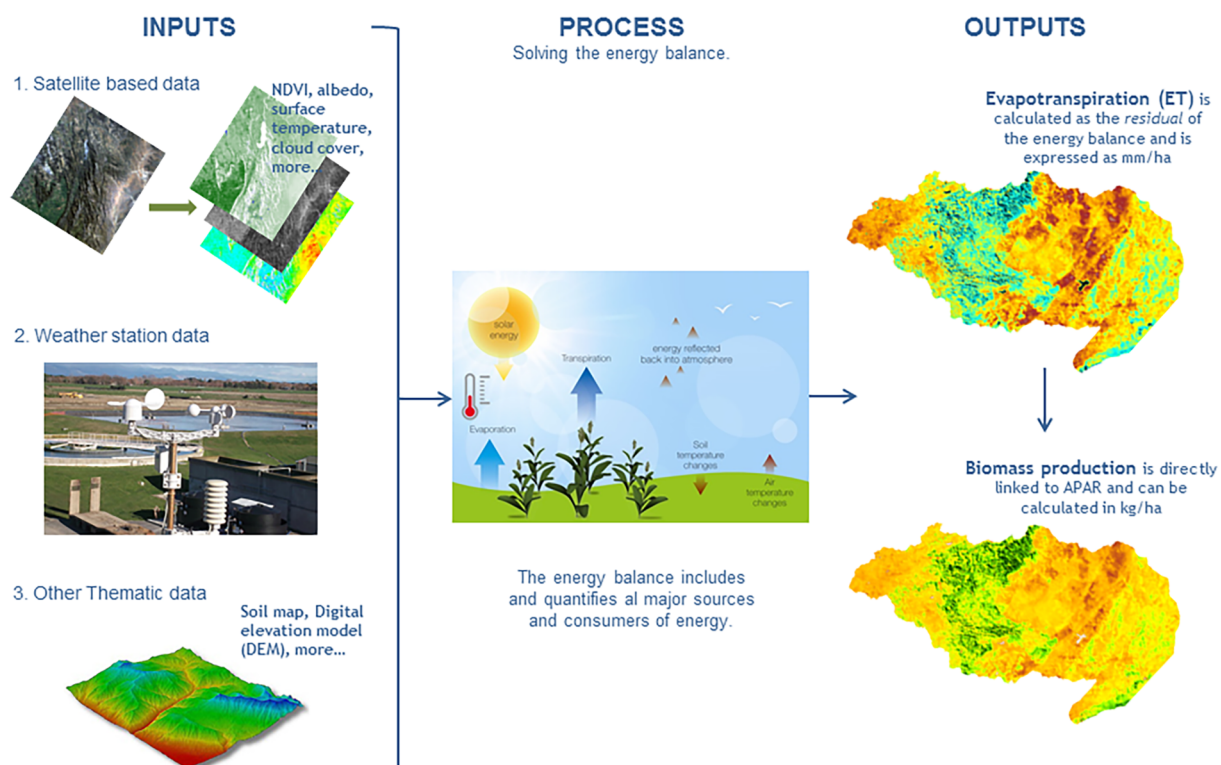 INPUTS
1. Satellite based data
NDVI, albedo,
surface
temperature,
cloud cover,
more..
2. Weather station data
3. Other Thematic data
Soil map, Digital
elevation model
(DEM), more...
PROCESS
Solving the energy balance.
solar
energy
Transpiration
energy reflected
back into atmosphere
Evaporation
Soil
temperature
changes
Air
temperature
changes
The energy balance includes
and quantifies al major sources
and consumers of energy.
OUTPUTS
Evapotranspiration (ET) is
calculated as the residual of
the energy balance and is
expressed as mm/ha
Biomass production is directly
linked to APAR and can be
calculated in kg/ha